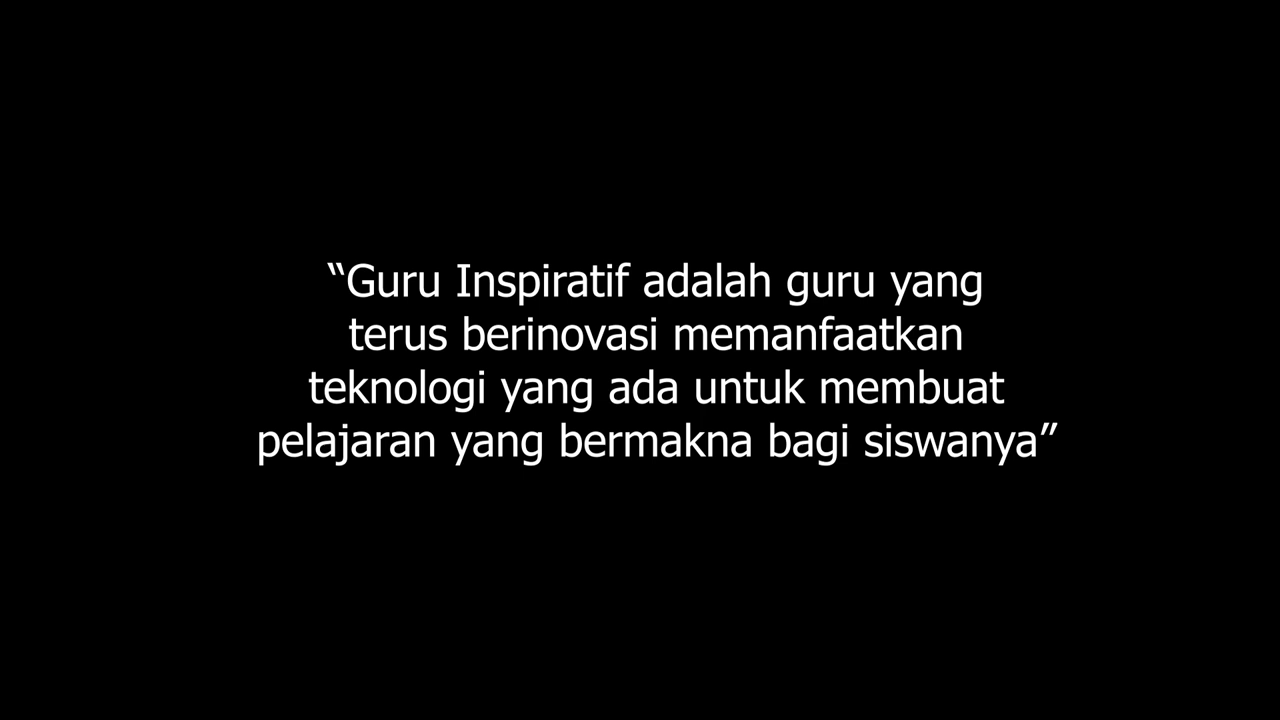 “Guru Inspiratif adalah guru yang
terus berinovasi memanfaatkan
teknologi yang ada untuk membuat
pelajaran yang bermakna bagi siswanya”